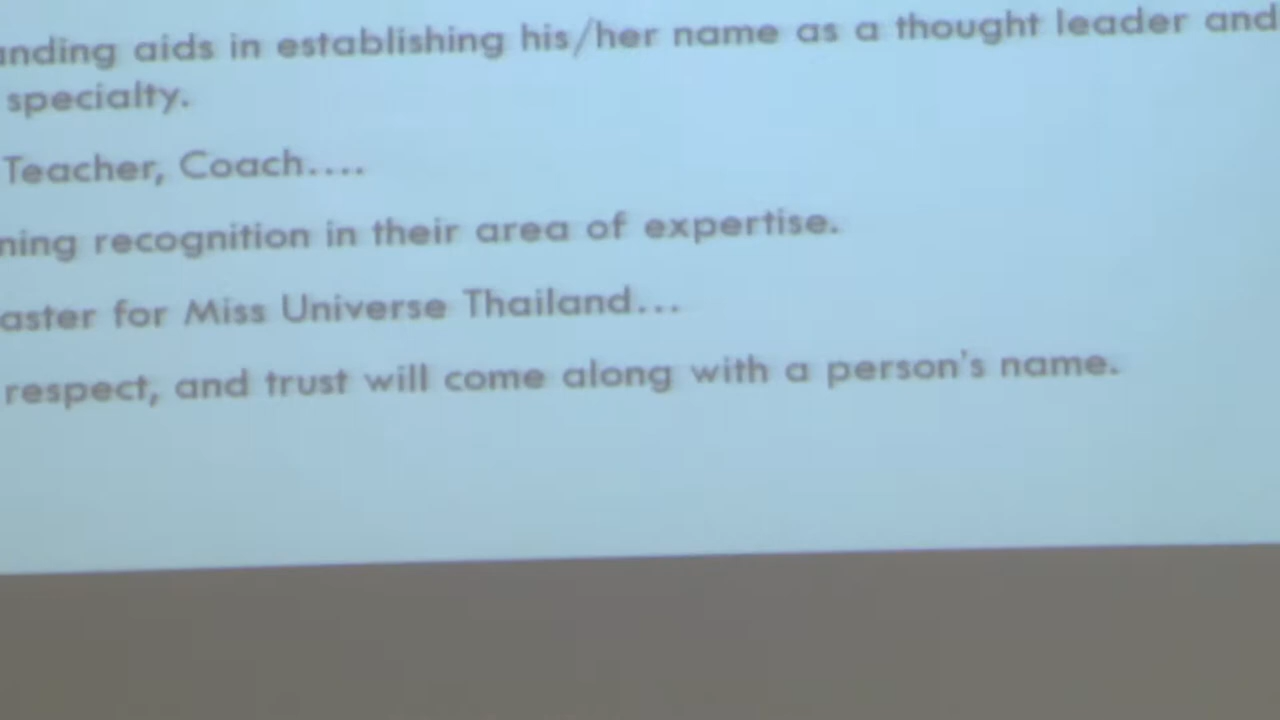 anding aids in establishing his/her name as a thought leader and
specialty.
Teacher, Coach....
ning recognition in their area of expertise.
aster for Miss Universe Thailand...
respect, and trust will come along with a person's name.